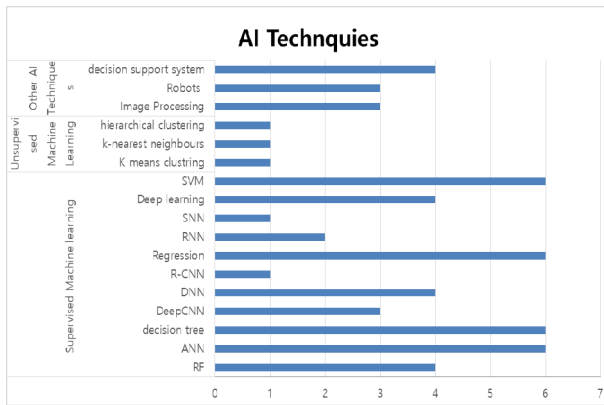 AI Technquies
Other AI
Technique
s
decision support system
Robots
Image Processing
Unsupervi
sed
Machine
Learning
hierarchical clustering
k-nearest neighbours
K means clustring
Supervised Machine learning
SVM
Deep learning
SNN
RNN
Regression
R-CNN
DNN
DeepCNN
decision tree
ANN
RF
0 1 2 3 4 5 6 7